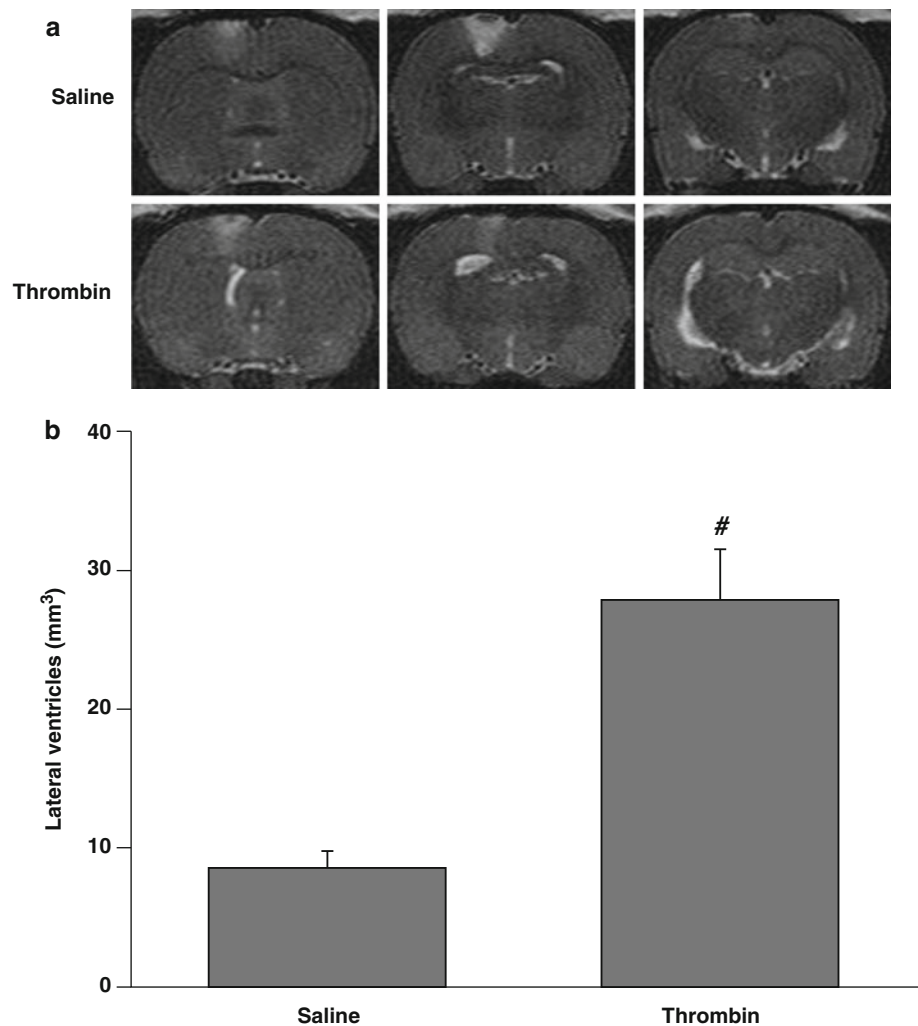 a
Saline
Thrombin
b
40
30
20
10
0
Lateral ventricles (mm³)
#
Saline
Thrombin